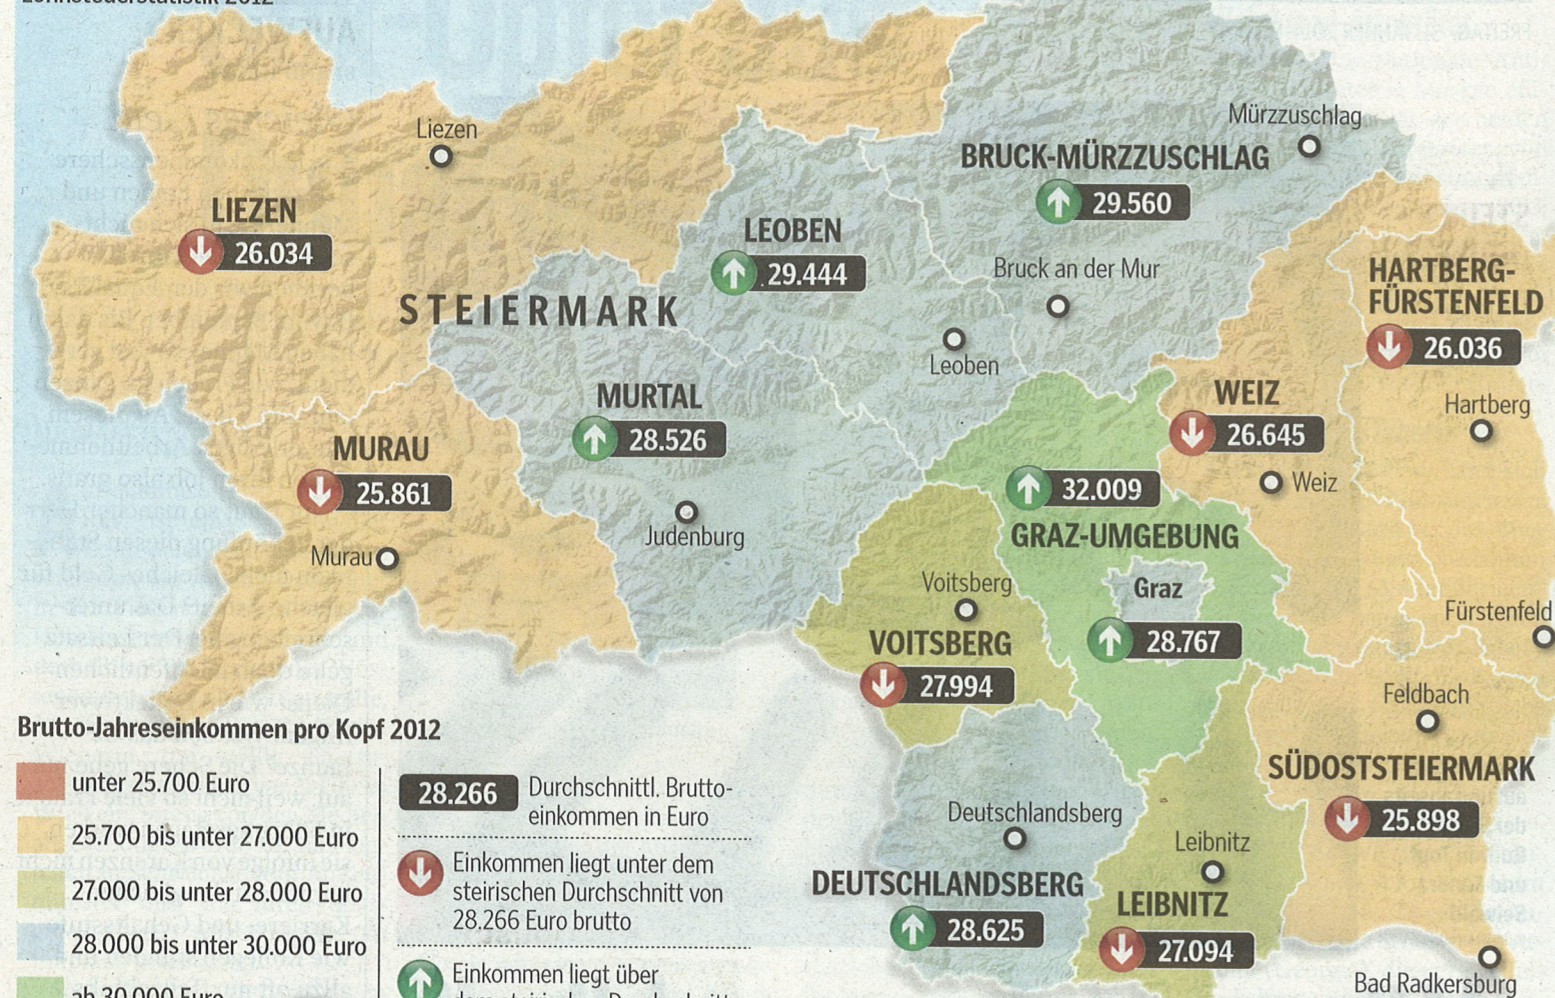 Lohnsteuerstatistik 2012
Liezen
Mürzzuschlag
BRUCK-MÜRZZUSCHLAG
29.560
LIEZEN
26.034
LEOBEN
29.444
Bruck an der Mur
HARTBERG-
FÜRSTENFELD
26.036
STEIERMARK
Leoben
MURTAL
28.526
WEIZ
26.645
Hartberg
MURAU
25.861
Weiz
32.009
GRAZ-UMGEBUNG
Judenburg
Murau
Voitsberg
Graz
28.767
Fürstenfeld
VOITSBERG
27.994
Feldbach
SÜDOSTSTEIERMARK
25.898
Deutschlandsberg
DEUTSCHLANDSBERG
28.625
Leibnitz
LEIBNITZ
27.094
Bad Radkersburg
Brutto-Jahreseinkommen pro Kopf 2012
unter 25.700 Euro
25.700 bis unter 27.000 Euro
27.000 bis unter 28.000 Euro
28.000 bis unter 30.000 Euro
ab 30.000 Euro
28.266
Durchschnittl. Brutto-
einkommen in Euro
Einkommen liegt unter dem
steirischen Durchschnitt von
28,266 Euro brutto
Einkommen liegt über
dem steirischen Durchschnitt